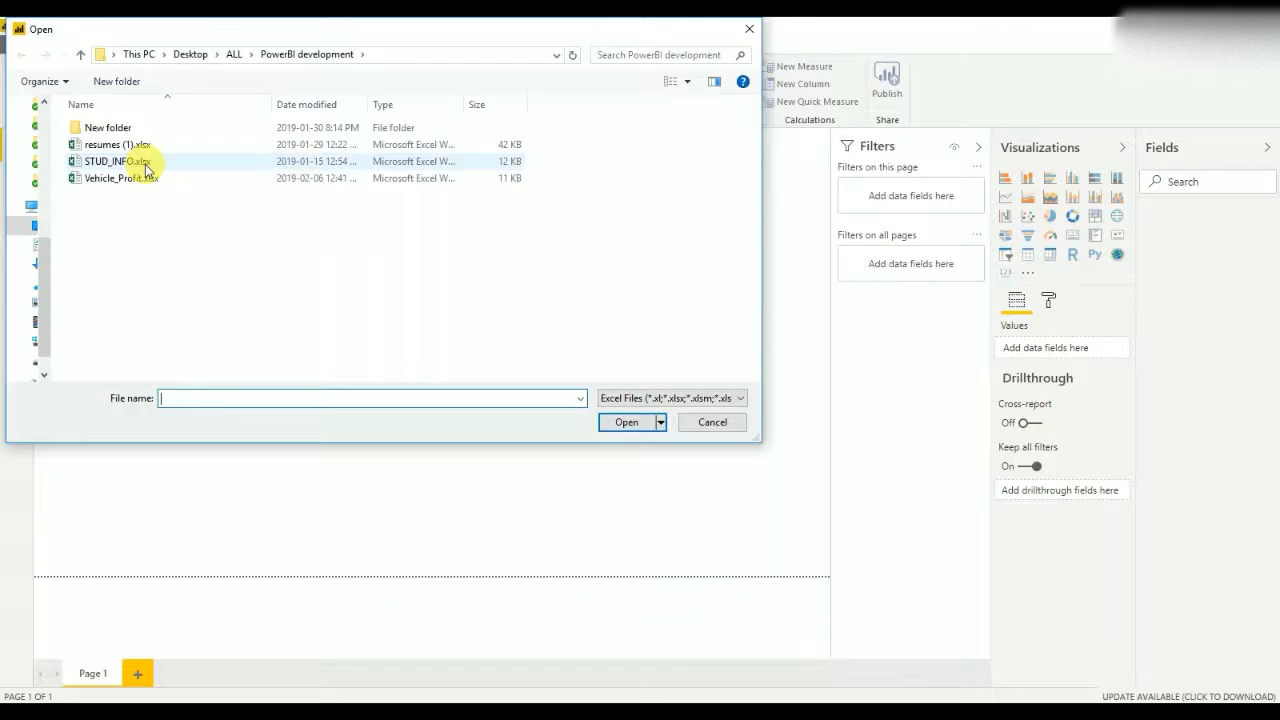 Open
This PC > Desktop > ALL > PowerBI development >
Search PowerBI development
Organize
New folder
Name
Date modified
Type
Size
New folder
2019-01-30 8:14 PM
File folder
resumes (1).xlsx
2019-01-29 12:22 ...
Microsoft Excel W...
42 KB
STUD_INFO.xlsx
2019-01-15 12:54 ...
Microsoft Excel W...
12 KB
Vehicle_Profit.xlsx
2019-02-06 12:41 ...
Microsoft Excel W...
11 KB
File name:
Excel Files (*.xl;*.xlsx;*.xlsm;*.xls
Open
Cancel
New Measure
New Column
New Quick Measure
Calculations
Publish
Share
Filters
Filters on this page
...
Add data fields here
Filters on all pages
...
Add data fields here
Visualizations
R
Py
123
...
Values
Add data fields here
Drillthrough
Cross-report
Off
Keep all filters
On
Add drillthrough fields here
Fields
Search
Page 1
+
PAGE 1 OF 1
UPDATE AVAILABLE (CLICK TO DOWNLOAD)